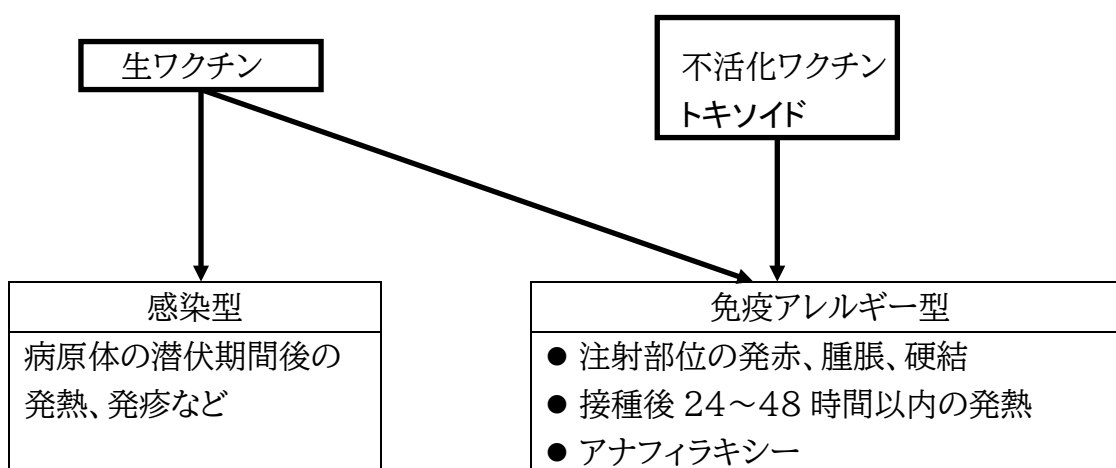 生ワクチン
不活化ワクチン
トキソイド
感染型
病原体の潜伏期間後の
発熱、発疹など
免疫アレルギー型
● 注射部位の発赤、腫脹、硬結
● 接種後 24～48 時間以内の発熱
● アナフィラキシー